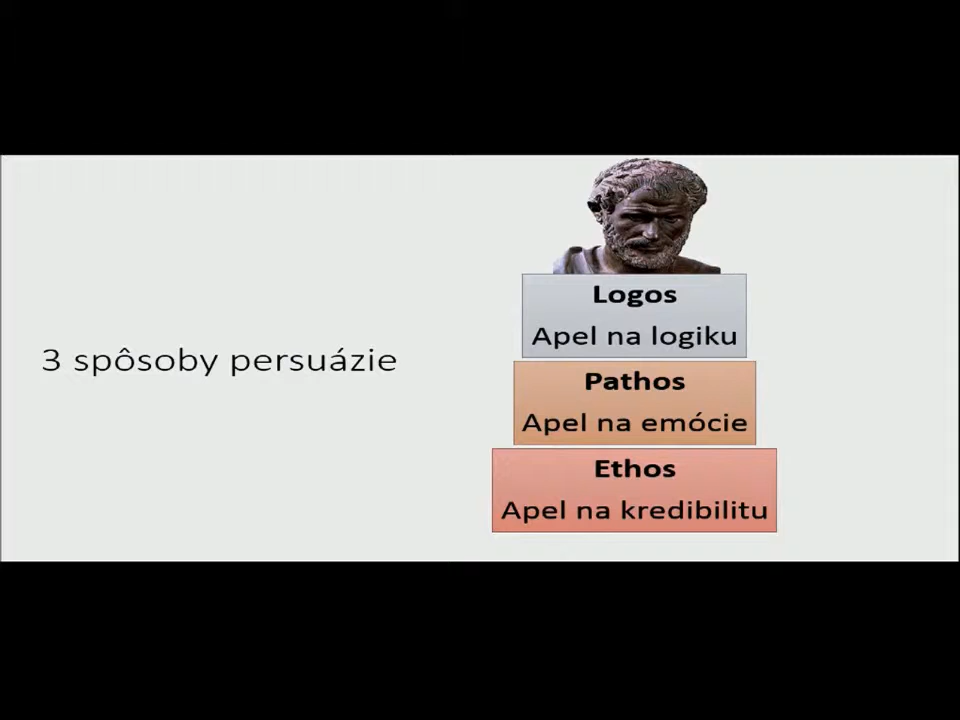 3 spôsoby persuázie
Logos
Apel na logiku
Pathos
Apel na emócie
Ethos
Apel na kredibilitu